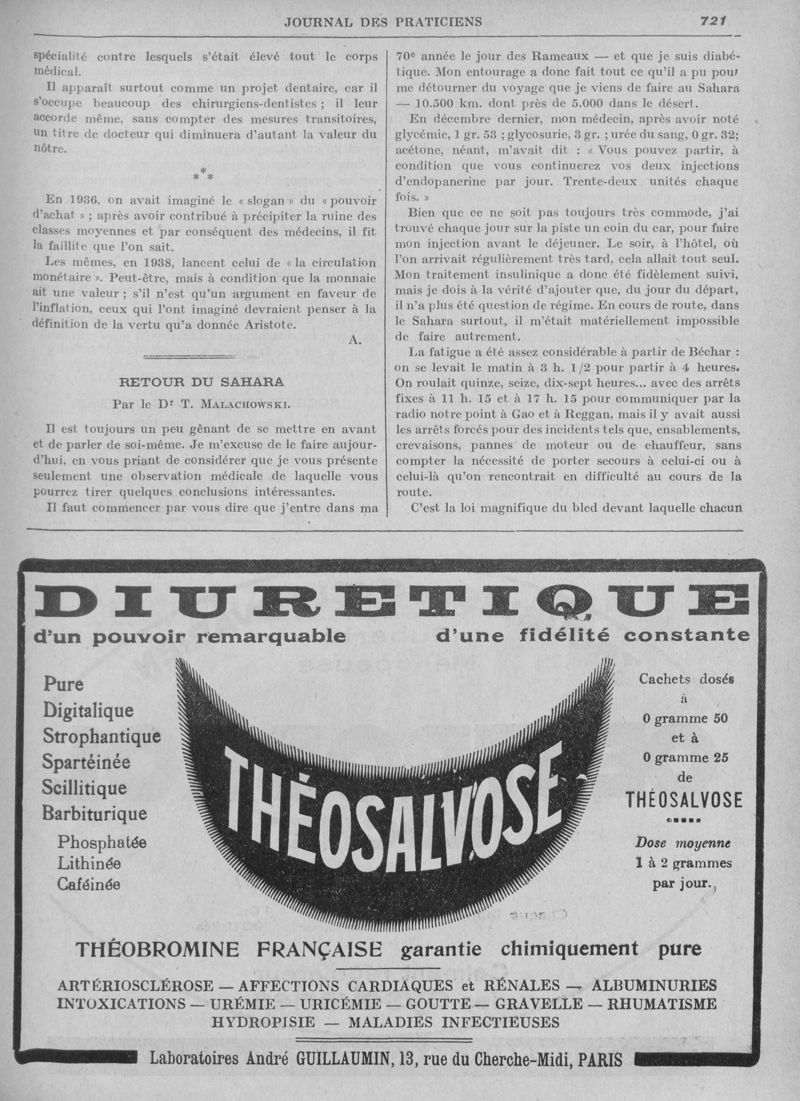 JOURNAL DES PRATICIENS 721
spécialité contre lesquels s'était élevé tout le corps
médical.
Il apparaît surtout comme un projet dentaire, car il
s'occupe beaucoup des chirurgiens-dentistes ; il leur
accorde même, sans compter des mesures transitoires,
un titre de docteur qui diminuera d'autant la valeur du
nôtre.
*
* *
En 1936, on avait imaginé le « slogan » du « pouvoir
d'achat » ; après avoir contribué à précipiter la ruine des
classes moyennes et par conséquent des médecins, il fit
la faillite que l'on sait.
Les mêmes, en 1938, lancent celui de « la circulation
monétaire ». Peut-être, mais à condition que la monnaie
ait une valeur ; s'il n'est qu'un argument en faveur de
l'inflation, ceux qui l'ont imaginé devraient penser à la
définition de la vertu qu'a donnée Aristote.
A.
RETOUR DU SAHARA
Par le Dr T. MALACHOWSKI.
Il est toujours un peu gênant de se mettre en avant
et de parler de soi-même. Je m'excuse de le faire aujour-
d'hui, en vous priant de considérer que je vous présente
seulement une observation médicale de laquelle vous
pourrez tirer quelques conclusions intéressantes.
Il faut commencer par vous dire que j'entre dans ma
70e année le jour des Rameaux — et que je suis diabé-
tique. Mon entourage a donc fait tout ce qu'il a pu pour
me détourner du voyage que je viens de faire au Sahara
— 10.500 km. dont près de 5.000 dans le désert.
En décembre dernier, mon médecin, après avoir noté
glycémie, 1 gr. 53 ; glycosurie, 3 gr. ; urée du sang, 0 gr. 32;
acétone, néant, m'avait dit : « Vous pouvez partir, à
condition que vous continuerez vos deux injections
d'endopancrine par jour. Trente-deux unités chaque
fois. »
Bien que ce ne soit pas toujours très commode, j'ai
trouvé chaque jour sur la piste un coin du car, pour faire
mon injection avant le déjeuner. Le soir, à l'hôtel, où
l'on arrivait régulièrement très tard, cela allait tout seul.
Mon traitement insulinique a donc été fidèlement suivi,
mais je dois à la vérité d'ajouter que, du jour du départ,
il n'a plus été question de régime. En cours de route, dans
le Sahara surtout, il m'était matériellement impossible
de faire autrement.
La fatigue a été assez considérable à partir de Béchar :
on se levait le matin à 3 h. 1/2 pour partir à 4 heures.
On roulait quinze, seize, dix-sept heures... avec des arrêts
fixes à 11 h. 15 et à 17 h. 15 pour communiquer par la
radio notre point à Gao et à Reggan, mais il y avait aussi
les arrêts forcés pour des incidents tels que, ensablements,
crevaisons, pannes de moteur ou de chauffeur, sans
compter la nécessité de porter secours à celui-ci ou à
celui-là qu'on rencontrait en difficulté au cours de la
route.
C'est la loi magnifique du bled devant laquelle chacun
DIURETIQUE
d'un pouvoir remarquable d'une fidélité constante
Pure
Digitalique
Strophantique
Spartéinée
Scillitique
Barbiturique
Phosphatée
Lithinée
Caféinée
THÉOSALVOSE
Cachets dosés
à
0 gramme 50
et à
0 gramme 25
de
THÉOSALVOSE
Dose moyenne
1 à 2 grammes
par jour.
THÉOBROMINE FRANÇAISE garantie chimiquement pure
ARTÉRIOSCLÉROSE — AFFECTIONS CARDIAQUES et RÉNALES — ALBUMINURIES
INTOXICATIONS — URÉMIE — URICÉMIE — GOUTTE — GRAVELLE — RHUMATISME
HYDROPISIE — MALADIES INFECTIEUSES
Laboratoires André GUILLAUMIN, 13, rue du Cherche-Midi, PARIS